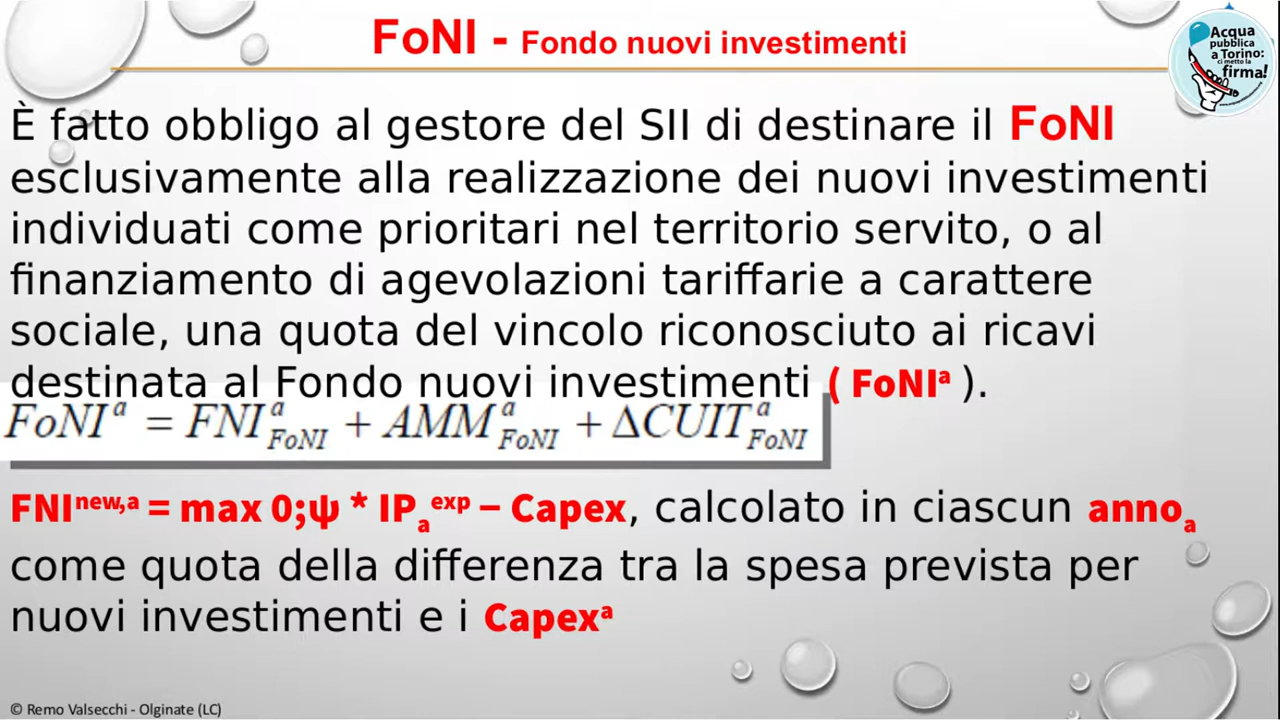 FoNI - Fondo nuovi investimenti
Acqua
pubblica
a Torino:
ci metto la
firma!
È fatto obbligo al gestore del SII di destinare il FoNI
esclusivamente alla realizzazione dei nuovi investimenti
individuati come prioritari nel territorio servito, o al
finanziamento di agevolazioni tariffarie a carattere
sociale, una quota del vincolo riconosciuto ai ricavi
destinata al Fondo nuovi investimenti ( FoNIᵃ ).
FoNIᵃ = FNIᵃ_FoNI + AMMᵃ_FoNI + ΔCUITᵃ_FoNI
FNIⁿᵉʷ,ᵃ = max 0;ψ * IPₐᵉˣᵖ – Capex, calcolato in ciascun annoₐ
come quota della differenza tra la spesa prevista per
nuovi investimenti e i Capexᵃ
© Remo Valsecchi - Olginate (LC)